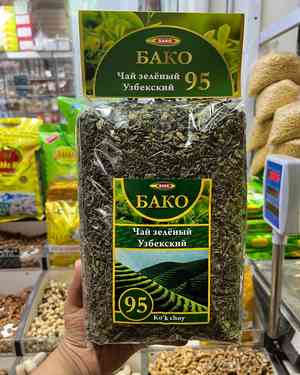 БАКО
БАКО
Чай зелёный
Узбекский 95
БАКО
БАКО
Чай зелёный
Узбекский
95
Ko'k choy